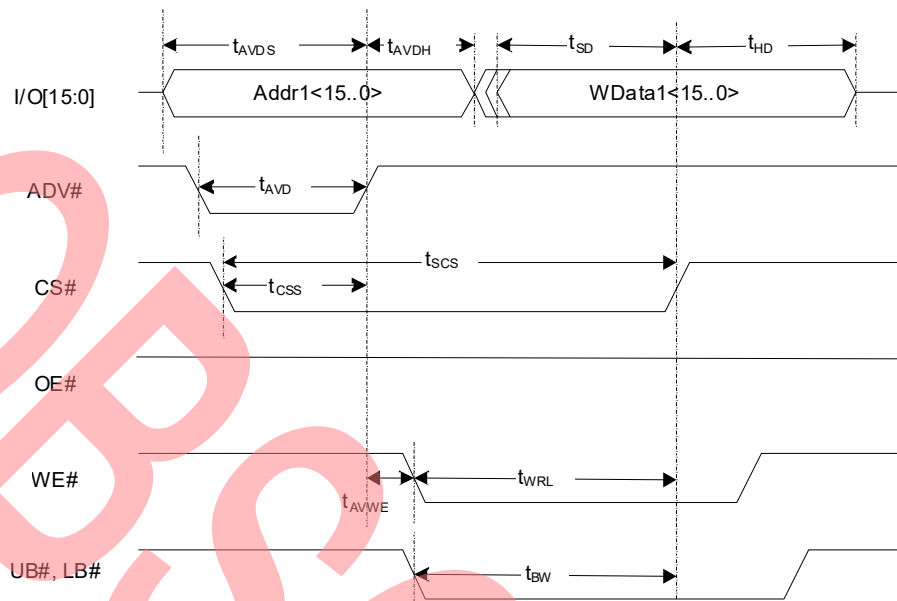 tAVDS tAVDH tSD tHD
I/O[15:0] Addr1<15..0> WData1<15..0>
ADV# tAVD
tSCS
CS# tCSS
OE#
WE# tWRL
tAVWE
UB#, LB# tBW